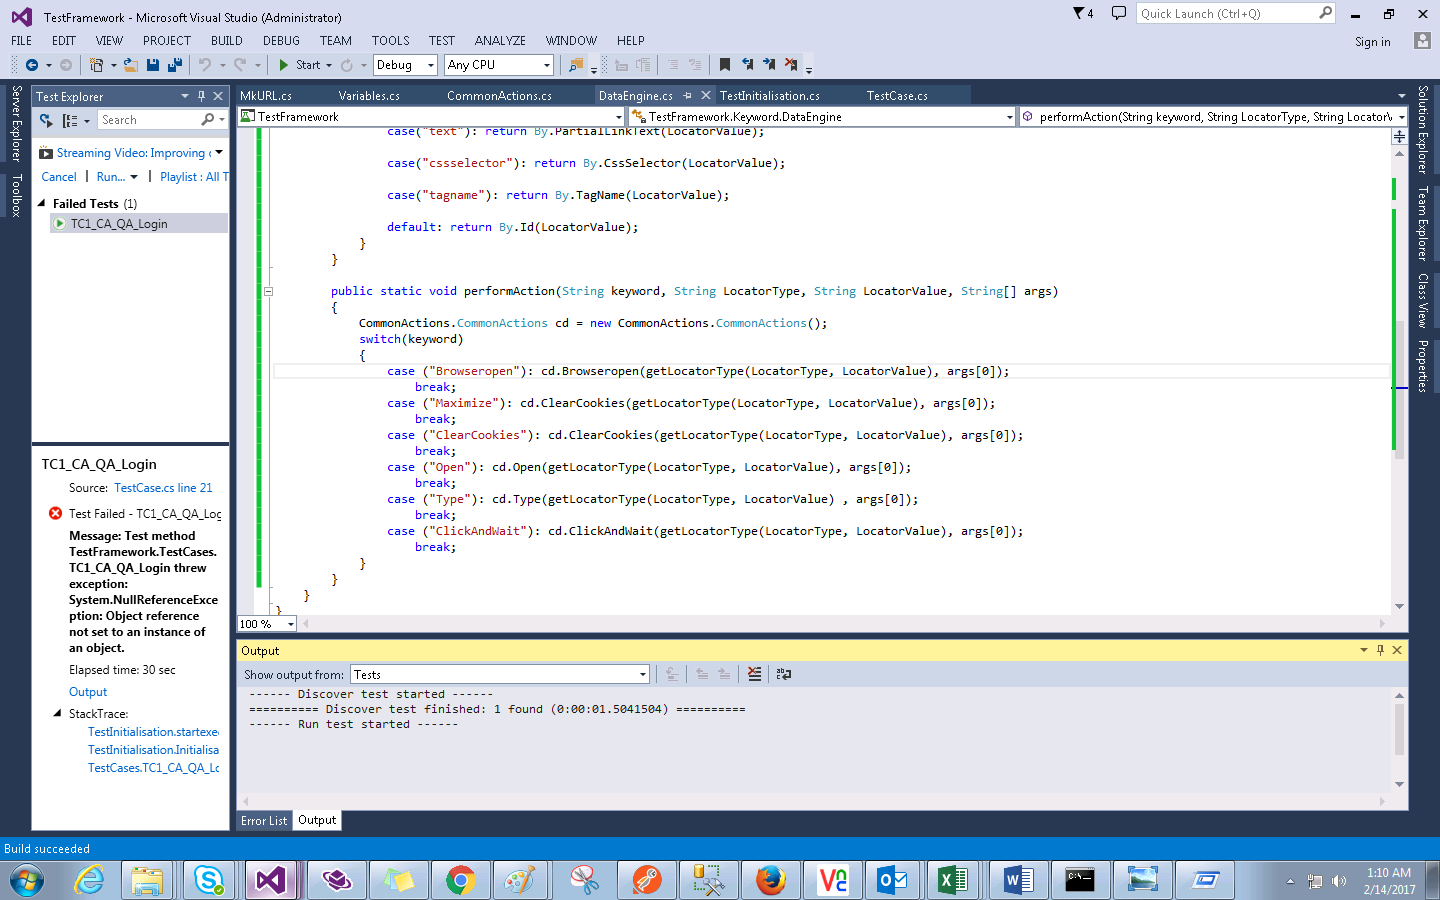 TestFramework - Microsoft Visual Studio (Administrator)
4
Quick Launch (Ctrl+Q)
FILE EDIT VIEW PROJECT BUILD DEBUG TEAM TOOLS TEST ANALYZE WINDOW HELP
Sign in
Start Debug Any CPU
Server Explorer
Toolbox
Test Explorer
Search
Streaming Video: Improving
Cancel | Run... | Playlist : All T
Failed Tests (1)
TC1_CA_QA_Login
TC1_CA_QA_Login
Source: TestCase.cs line 21
Test Failed - TC1_CA_QA_Log
Message: Test method
TestFramework.TestCases.
TC1_CA_QA_Login threw
exception:
System.NullReferenceExce
ption: Object reference
not set to an instance of
an object.
Elapsed time: 30 sec
Output
StackTrace:
TestInitialisation.startexe
TestInitialisation.Initialisa
TestCases.TC1_CA_QA_Lo
MkURL.cs Variables.cs CommonActions.cs DataEngine.cs TestInitialisation.cs TestCase.cs
TestFramework TestFramework.Keyword.DataEngine performAction(String keyword, String LocatorType, String Locator\
case("text"): return By.PartialLinkText(LocatorValue);
case("cssselector"): return By.CssSelector(LocatorValue);
case("tagname"): return By.TagName(LocatorValue);
default: return By.Id(LocatorValue);
}
}
public static void performAction(String keyword, String LocatorType, String LocatorValue, String[] args)
{
CommonActions.CommonActions cd = new CommonActions.CommonActions();
switch(keyword)
{
case ("Browseropen"): cd.Browseropen(getLocatorType(LocatorType, LocatorValue), args[0]);
break;
case ("Maximize"): cd.ClearCookies(getLocatorType(LocatorType, LocatorValue), args[0]);
break;
case ("ClearCookies"): cd.ClearCookies(getLocatorType(LocatorType, LocatorValue), args[0]);
break;
case ("Open"): cd.Open(getLocatorType(LocatorType, LocatorValue), args[0]);
break;
case ("Type"): cd.Type(getLocatorType(LocatorType, LocatorValue) , args[0]);
break;
case ("ClickAndWait"): cd.ClickAndWait(getLocatorType(LocatorType, LocatorValue), args[0]);
break;
}
}
}
}
100 %
Output
Show output from: Tests
------ Discover test started ------
========== Discover test finished: 1 found (0:00:01.5041504) ==========
------ Run test started ------
Error List Output
Solution Explorer
Team Explorer
Class View
Properties
Build succeeded
1:10 AM
2/14/2017